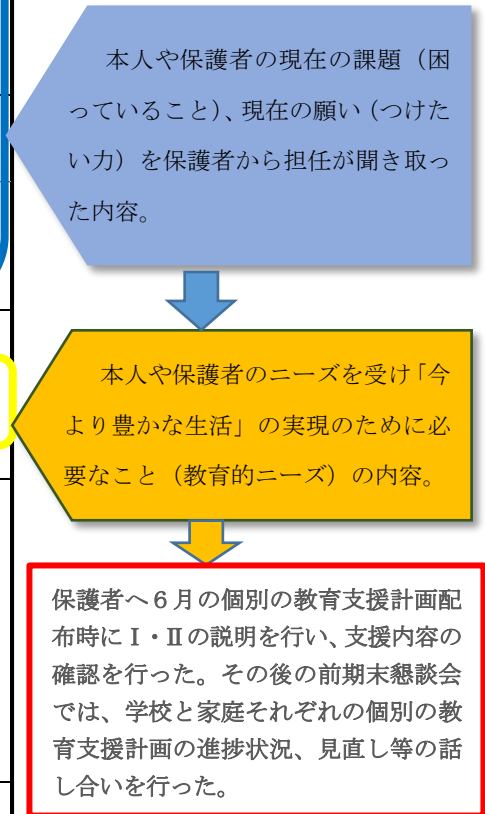 本人や保護者の現在の課題（困
っていること）、現在の願い（つけた
い力）を保護者から担任が聞き取っ
た内容。
本人や保護者のニーズを受け「今
より豊かな生活」の実現のために必
要なこと（教育的ニーズ）の内容。
保護者へ６月の個別の教育支援計画配
布時にⅠ・Ⅱの説明を行い、支援内容の
確認を行った。その後の前期末懇談会
では、学校と家庭それぞれの個別の教
育支援計画の進捗状況、見直し等の話
し合いを行った。